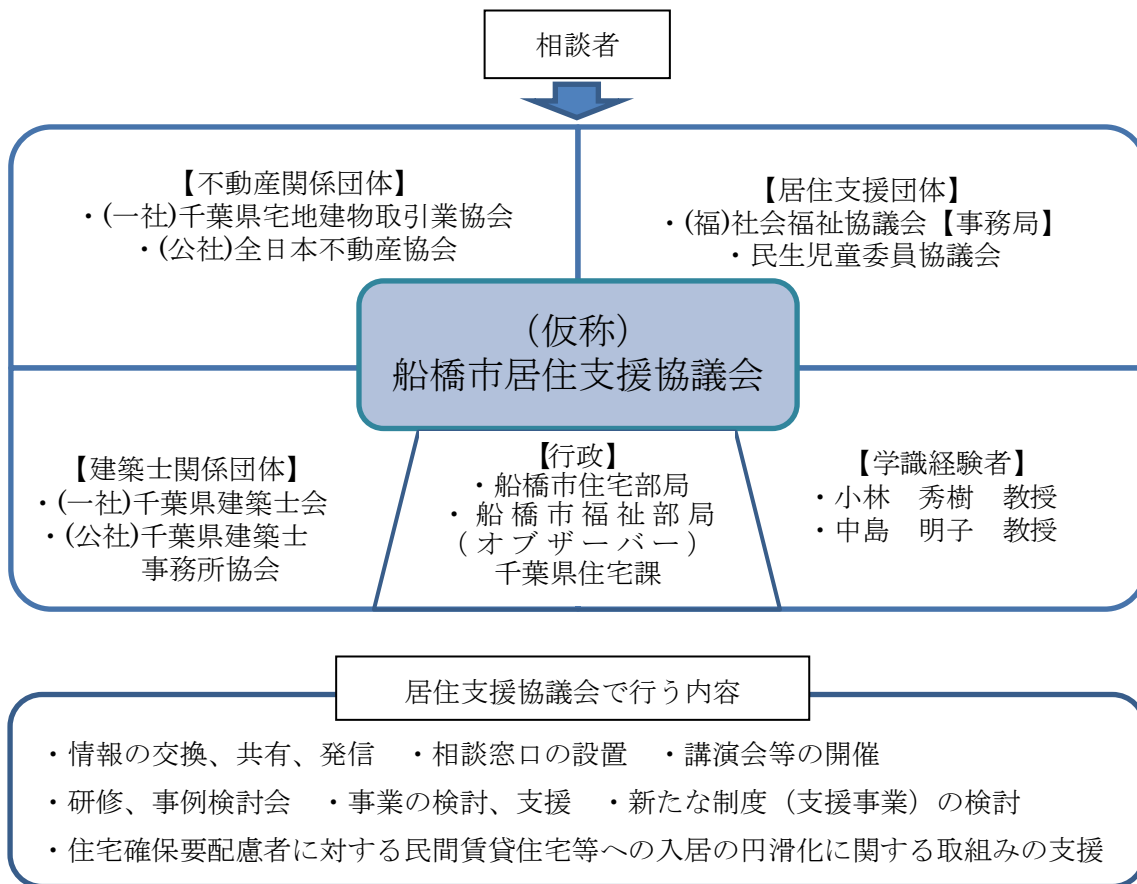 相談者
【不動産関係団体】
・(一社)千葉県宅地建物取引業協会
・(公社)全日本不動産協会
【居住支援団体】
・(福)社会福祉協議会【事務局】
・民生児童委員協議会
（仮称）
船橋市居住支援協議会
【建築士関係団体】
・(一社)千葉県建築士会
・(公社)千葉県建築士
事務所協会
【行政】
・船橋市住宅部局
・船橋市福祉部局
（オブザーバー）
千葉県住宅課
【学識経験者】
・小林　秀樹　教授
・中島　明子　教授
居住支援協議会で行う内容
・情報の交換、共有、発信　・相談窓口の設置　・講演会等の開催
・研修、事例検討会　・事業の検討、支援　・新たな制度（支援事業）の検討
・住宅確保要配慮者に対する民間賃貸住宅等への入居の円滑化に関する取組みの支援